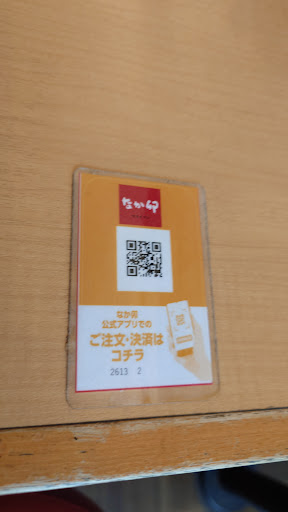 なか卯
なか卯
公式アプリでの
ご注文・決済は
コチラ
2613 2